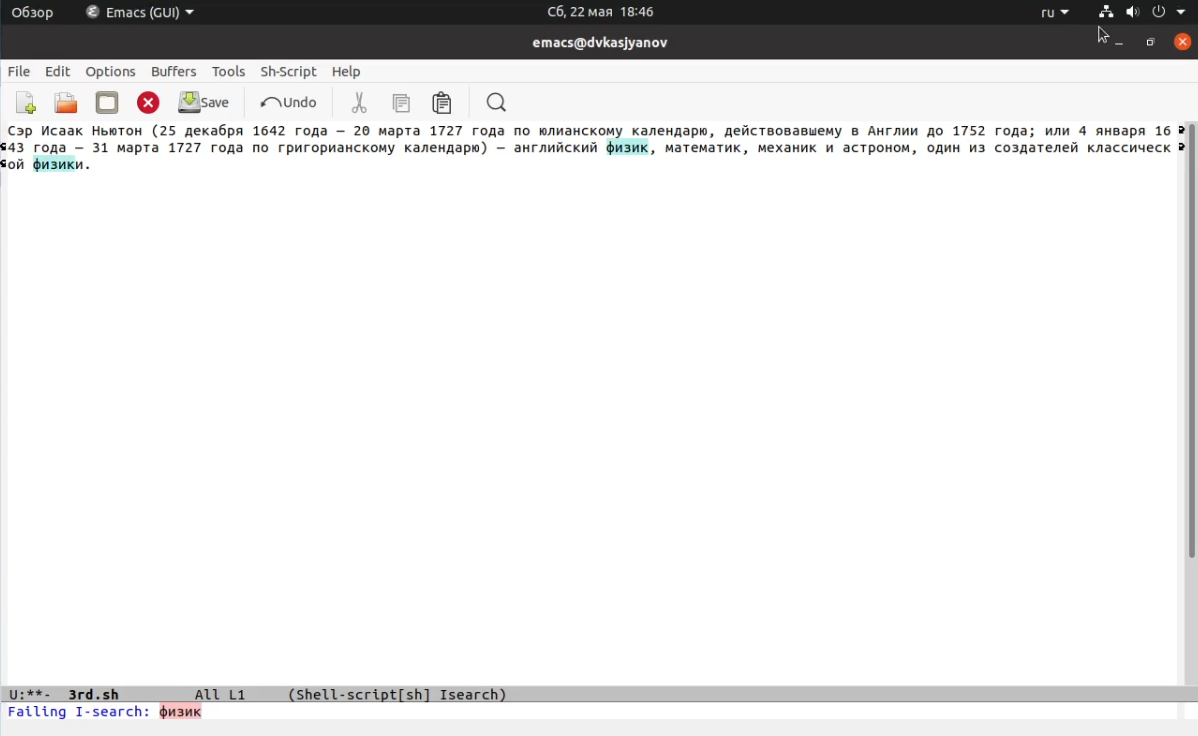 Обзор Emacs (GUI) Сб, 22 мая 18:46 ru
emacs@dvkasjyanov
File Edit Options Buffers Tools Sh-Script Help
Save Undo
Сэр Исаак Ньютон (25 декабря 1642 года — 20 марта 1727 года по юлианскому календарю, действовавшему в Англии до 1752 года; или 4 января 16
43 года — 31 марта 1727 года по григорианскому календарю) — английский физик, математик, механик и астроном, один из создателей классическ
ой физики.
U:**- 3rd.sh All L1 (Shell-script[sh] Isearch)
Failing I-search: физик